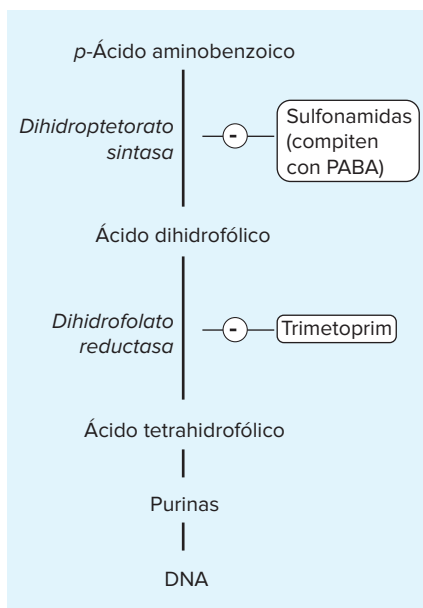 p-Ácido aminobenzoico
Dihidroptetorato
sintasa
-
Sulfonamidas
(compiten
con PABA)
Ácido dihidrofólico
Dihidrofolato
reductasa
-
Trimetoprim
Ácido tetrahidrofólico
Purinas
DNA